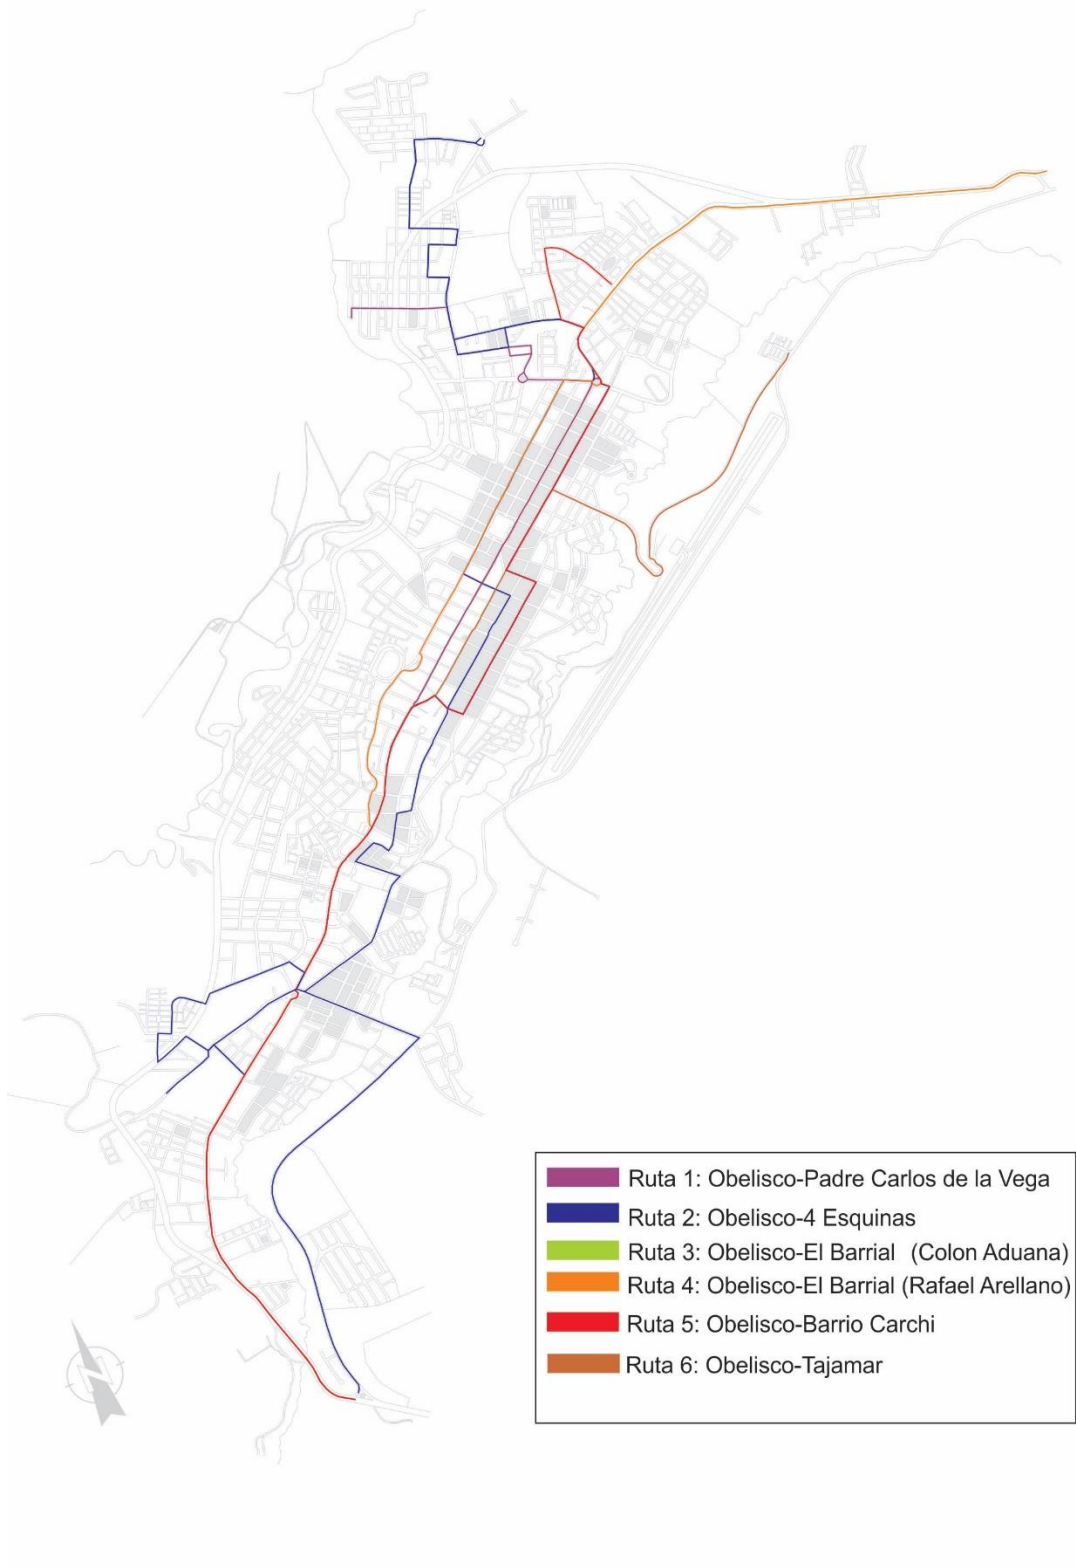 Ruta 1: Obelisco-Padre Carlos de la Vega
Ruta 2: Obelisco-4 Esquinas
Ruta 3: Obelisco-El Barrial (Colon Aduana)
Ruta 4: Obelisco-El Barrial (Rafael Arellano)
Ruta 5: Obelisco-Barrio Carchi
Ruta 6: Obelisco-Tajamar